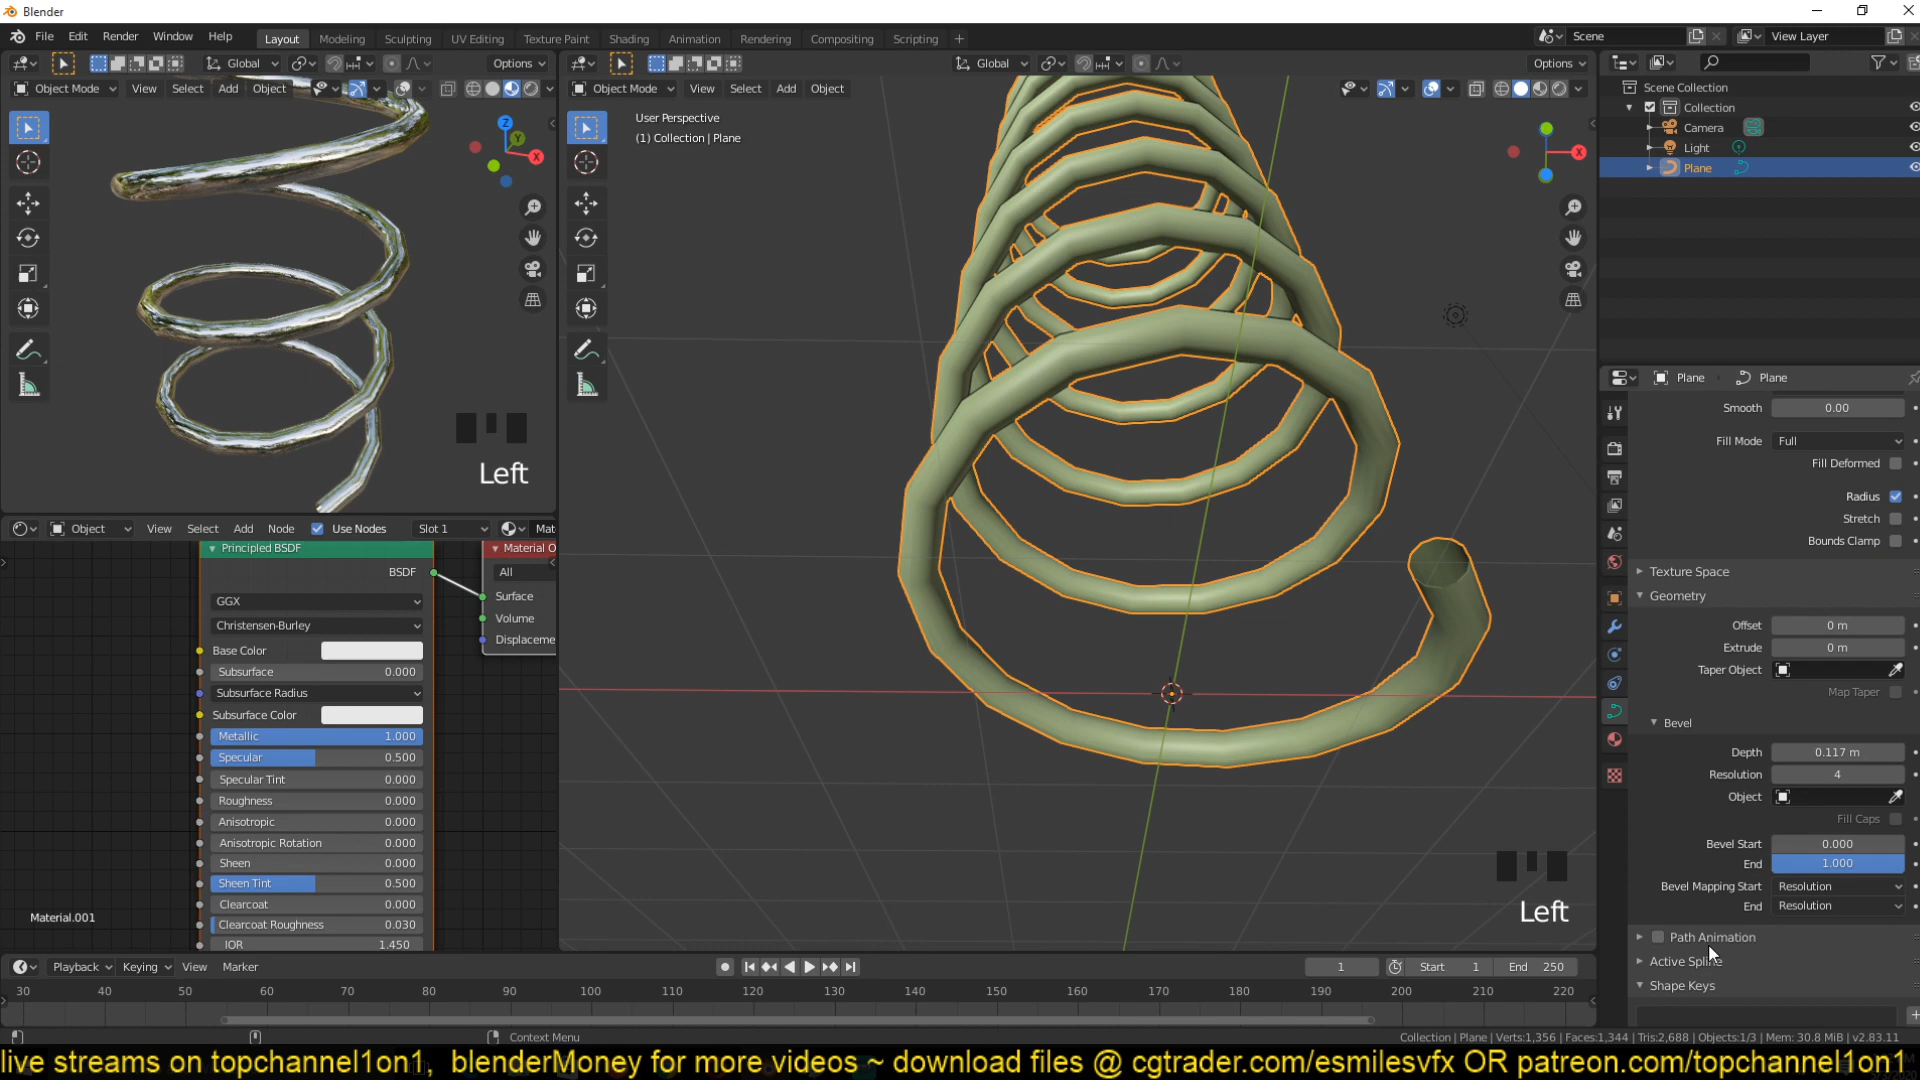 Blender
File Edit Render Window Help Layout Modeling Sculpting UV Editing Texture Paint Shading Animation Rendering Compositing Scripting + Scene View Layer
Global Options Global Options
Object Mode View Select Add Object Object Mode View Select Add Object
User Perspective
(1) Collection | Plane
Z Y X
X
Scene Collection
Collection
Camera
Light
Plane
Left
Plane Plane
Smooth 0.00
Fill Mode Full
Fill Deformed
Radius
Stretch
Bounds Clamp
Texture Space
Geometry
Offset 0 m
Extrude 0 m
Taper Object
Map Taper
Bevel
Depth 0.117 m
Resolution 4
Object
Fill Caps
Bevel Start 0.000
End 1.000
Bevel Mapping Start Resolution
End Resolution
Path Animation
Active Spline
Shape Keys
Object View Select Add Node Use Nodes Slot 1 Mat
Principled BSDF
BSDF
GGX
Christensen-Burley
Base Color
Subsurface 0.000
Subsurface Radius
Subsurface Color
Metallic 1.000
Specular 0.500
Specular Tint 0.000
Roughness 0.000
Anisotropic 0.000
Anisotropic Rotation 0.000
Sheen 0.000
Sheen Tint 0.500
Clearcoat 0.000
Clearcoat Roughness 0.030
IOR 1.450
Material O
All
Surface
Volume
Displaceme
Material.001
Left
Playback Keying View Marker 1 Start 1 End 250
30 40 50 60 70 80 90 100 110 120 130 140 150 160 170 180 190 200 210 220
Context Menu
Collection | Plane | Verts:1,356 | Faces:1,344 | Tris:2,688 | Objects:1/3 | Mem: 30.8 MiB | v2.83.11
live streams on topchannel1on1, blenderMoney for more videos ~ download files @ cgtrader.com/esmilesvfx OR patreon.com/topchannel1on1